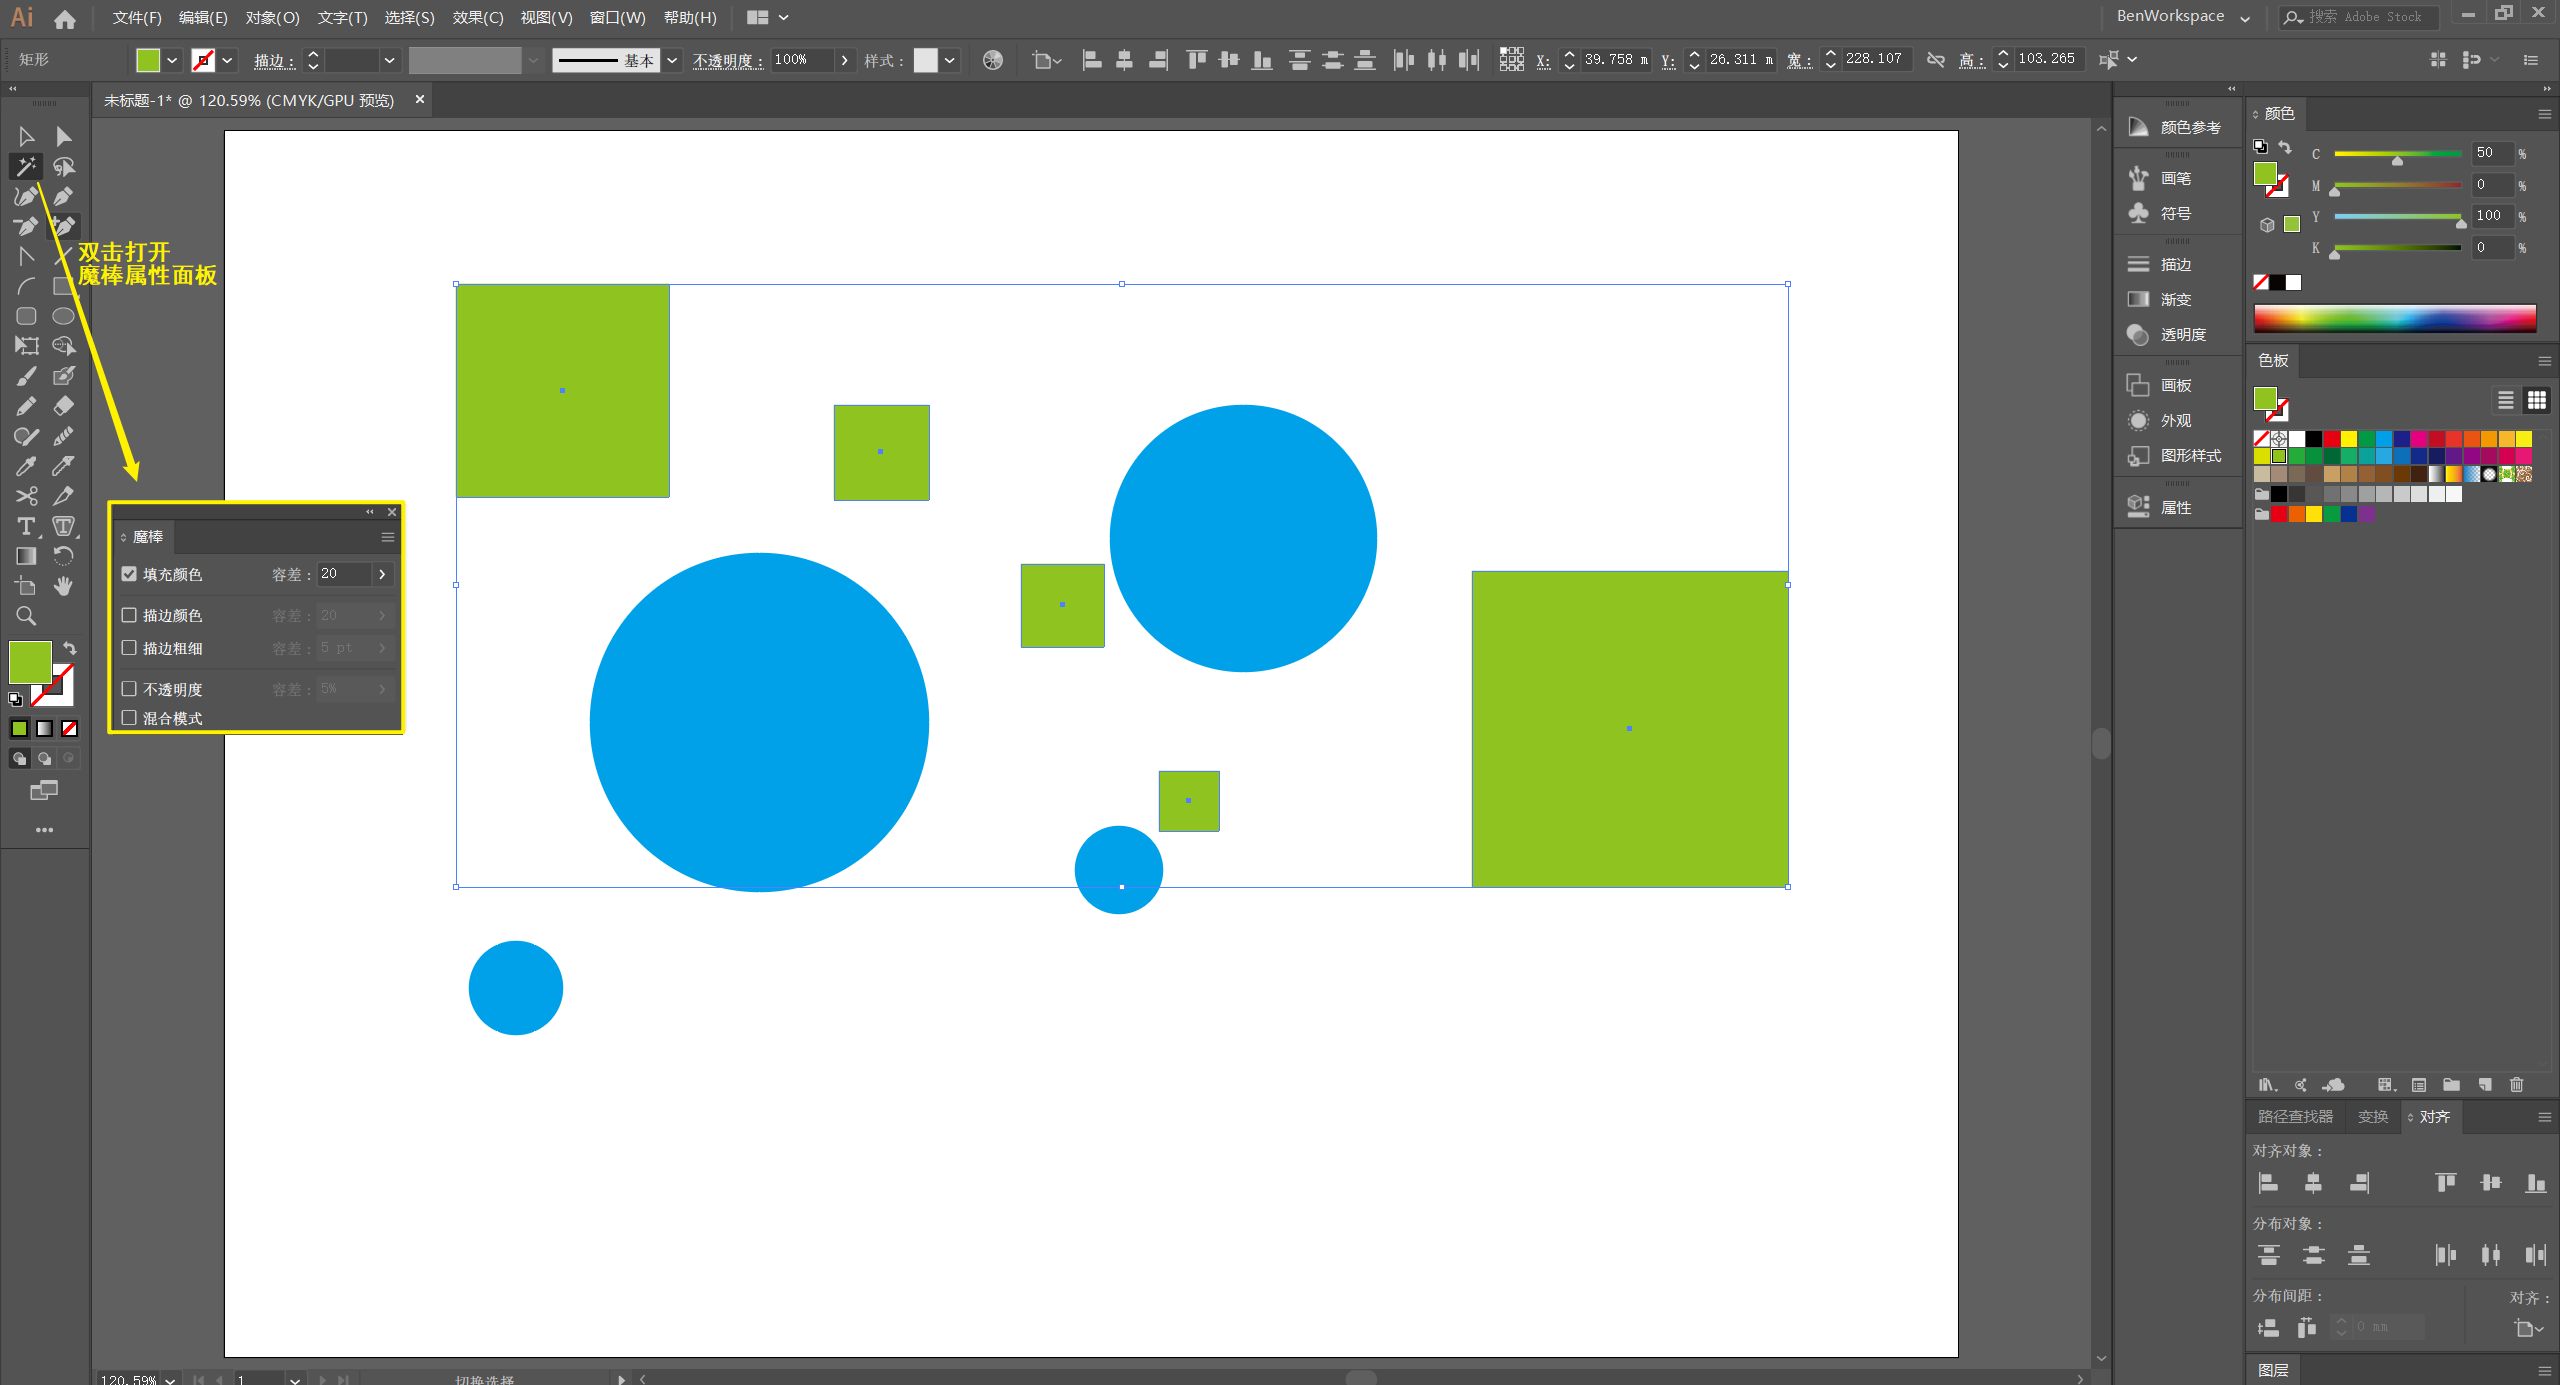 Ai
文件(F) 编辑(E) 对象(O) 文字(T) 选择(S) 效果(C) 视图(V) 窗口(W) 帮助(H)
BenWorkspace
搜索 Adobe Stock
矩形
描边：
基本
不透明度： 100%
样式：
X: 39.758 m
Y: 26.311 m
宽： 228.107
高： 103.265
未标题-1* @ 120.59% (CMYK/GPU 预览)
双击打开
魔棒属性面板
魔棒
填充颜色 容差：20
描边颜色 容差：20
描边粗细 容差：5 pt
不透明度 容差：5%
混合模式
颜色参考
画笔
符号
描边
渐变
透明度
画板
外观
图形样式
属性
颜色
C 50 %
M 0 %
Y 100 %
K 0 %
色板
路径查找器 变换 对齐
对齐对象：
分布对象：
分布间距： 对齐：
0 mm
图层
120.59%
1
切换选择